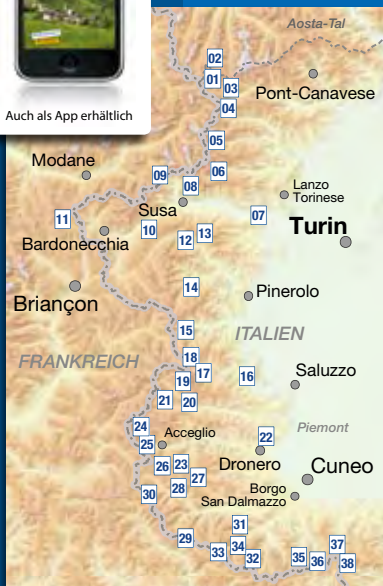 Auch als App erhältlich
Aosta-Tal
02
01
03
Pont-Canavese
04
05
Modane
06
09
08
Lanzo
Torinese
Susa
11
07
10
13
12
Turin
Bardonecchia
14
Pinerolo
Briançon
15
ITALIEN
18
FRANKREICH
17
16
19
Saluzzo
21
20
24
Piemont
Acceglio
22
25
26
23
Dronero
27
Cuneo
28
30
Borgo
San Dalmazzo
31
29
37
34
33
32
35
36
38